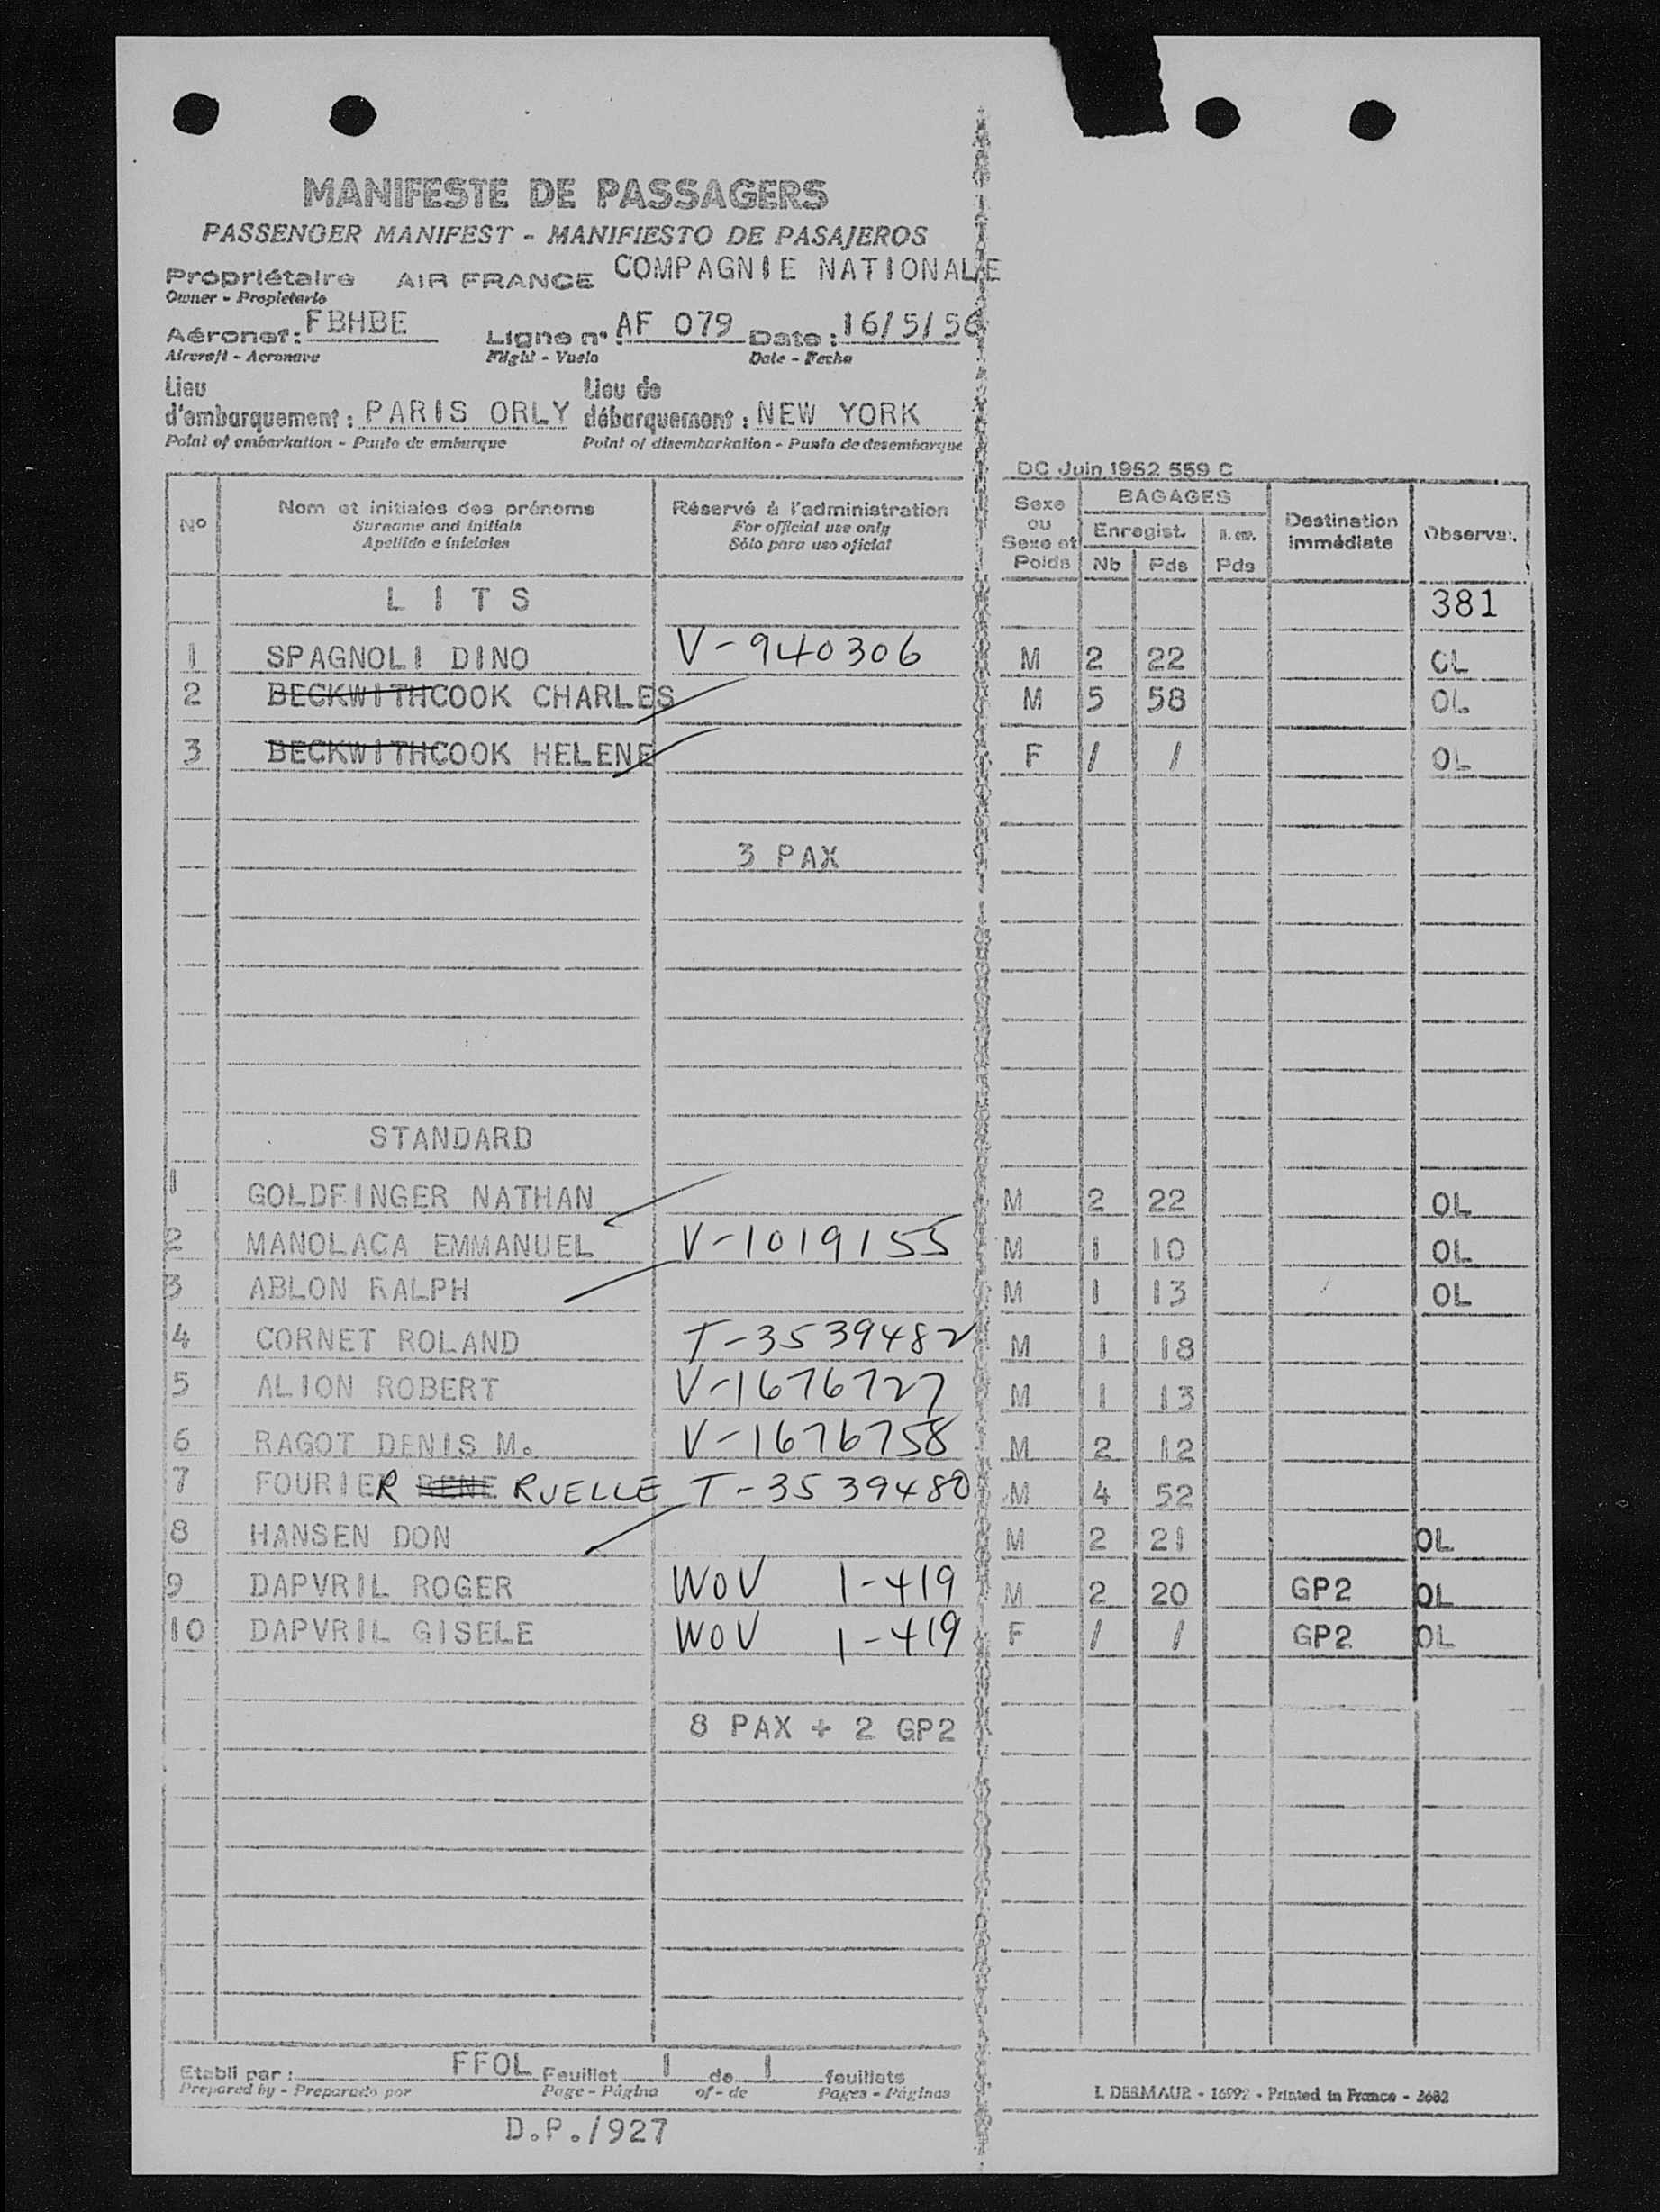 MANIFESTE DE PASSAGERS
PASSENGER MANIFEST - MANIFIESTO DE PASAJEROS
Propriétaire AIR FRANCE COMPAGNIE NATIONALE
Owner - Propietario
Aéronef: FBHBE Ligne n°: AF 079 Date: 16/5/56
Aircraft - Aeronave Flight - Vuelo Date - Fecha
Lieu d'embarquement: PARIS ORLY Lieu de débarquement: NEW YORK
Point of embarkation - Punto de embarque Point of disembarkation - Punto de desembarque
DC Juin 1952 559 C
N° Nom et initiales des prénoms Réservé à l'administration Sexe ou Sexe et Poids BAGAGES Destination immédiate Observat.
Surname and initials For official use only Enregist. n. enr.
Apellido e iniciales Sólo para uso oficial Nb Pds Pds
LITS 381
1 SPAGNOLI DINO V-940306 M 2 22 OL
2 BECKWITHCOOK CHARLES M 5 58 OL
3 BECKWITHCOOK HELENE F / / OL
3 PAX
STANDARD
1 GOLDFINGER NATHAN M 2 22 OL
2 MANOLACA EMMANUEL V-1019155 M 1 10 OL
3 ABLON RALPH M 1 13 OL
4 CORNET ROLAND T-3539482 M 1 18
5 ALION ROBERT V-1676727 M 1 13
6 RAGOT DENIS M. V-1676758 M 2 12
7 FOURIER RENE RUELLE T-3539480 M 4 52
8 HANSEN DON M 2 21 OL
9 DAPVRIL ROGER WOV 1-419 M 2 20 GP2 OL
10 DAPVRIL GISELE WOV 1-419 F / / GP2 OL
8 PAX + 2 GP2
Etabli par: FFOL Feuillet 1 de 1 feuillets
Prepared by - Preparado por Page - Página of - de Pages - Páginas
I. DESMAUR - 16992 - Printed in France - 3682
D.P./927